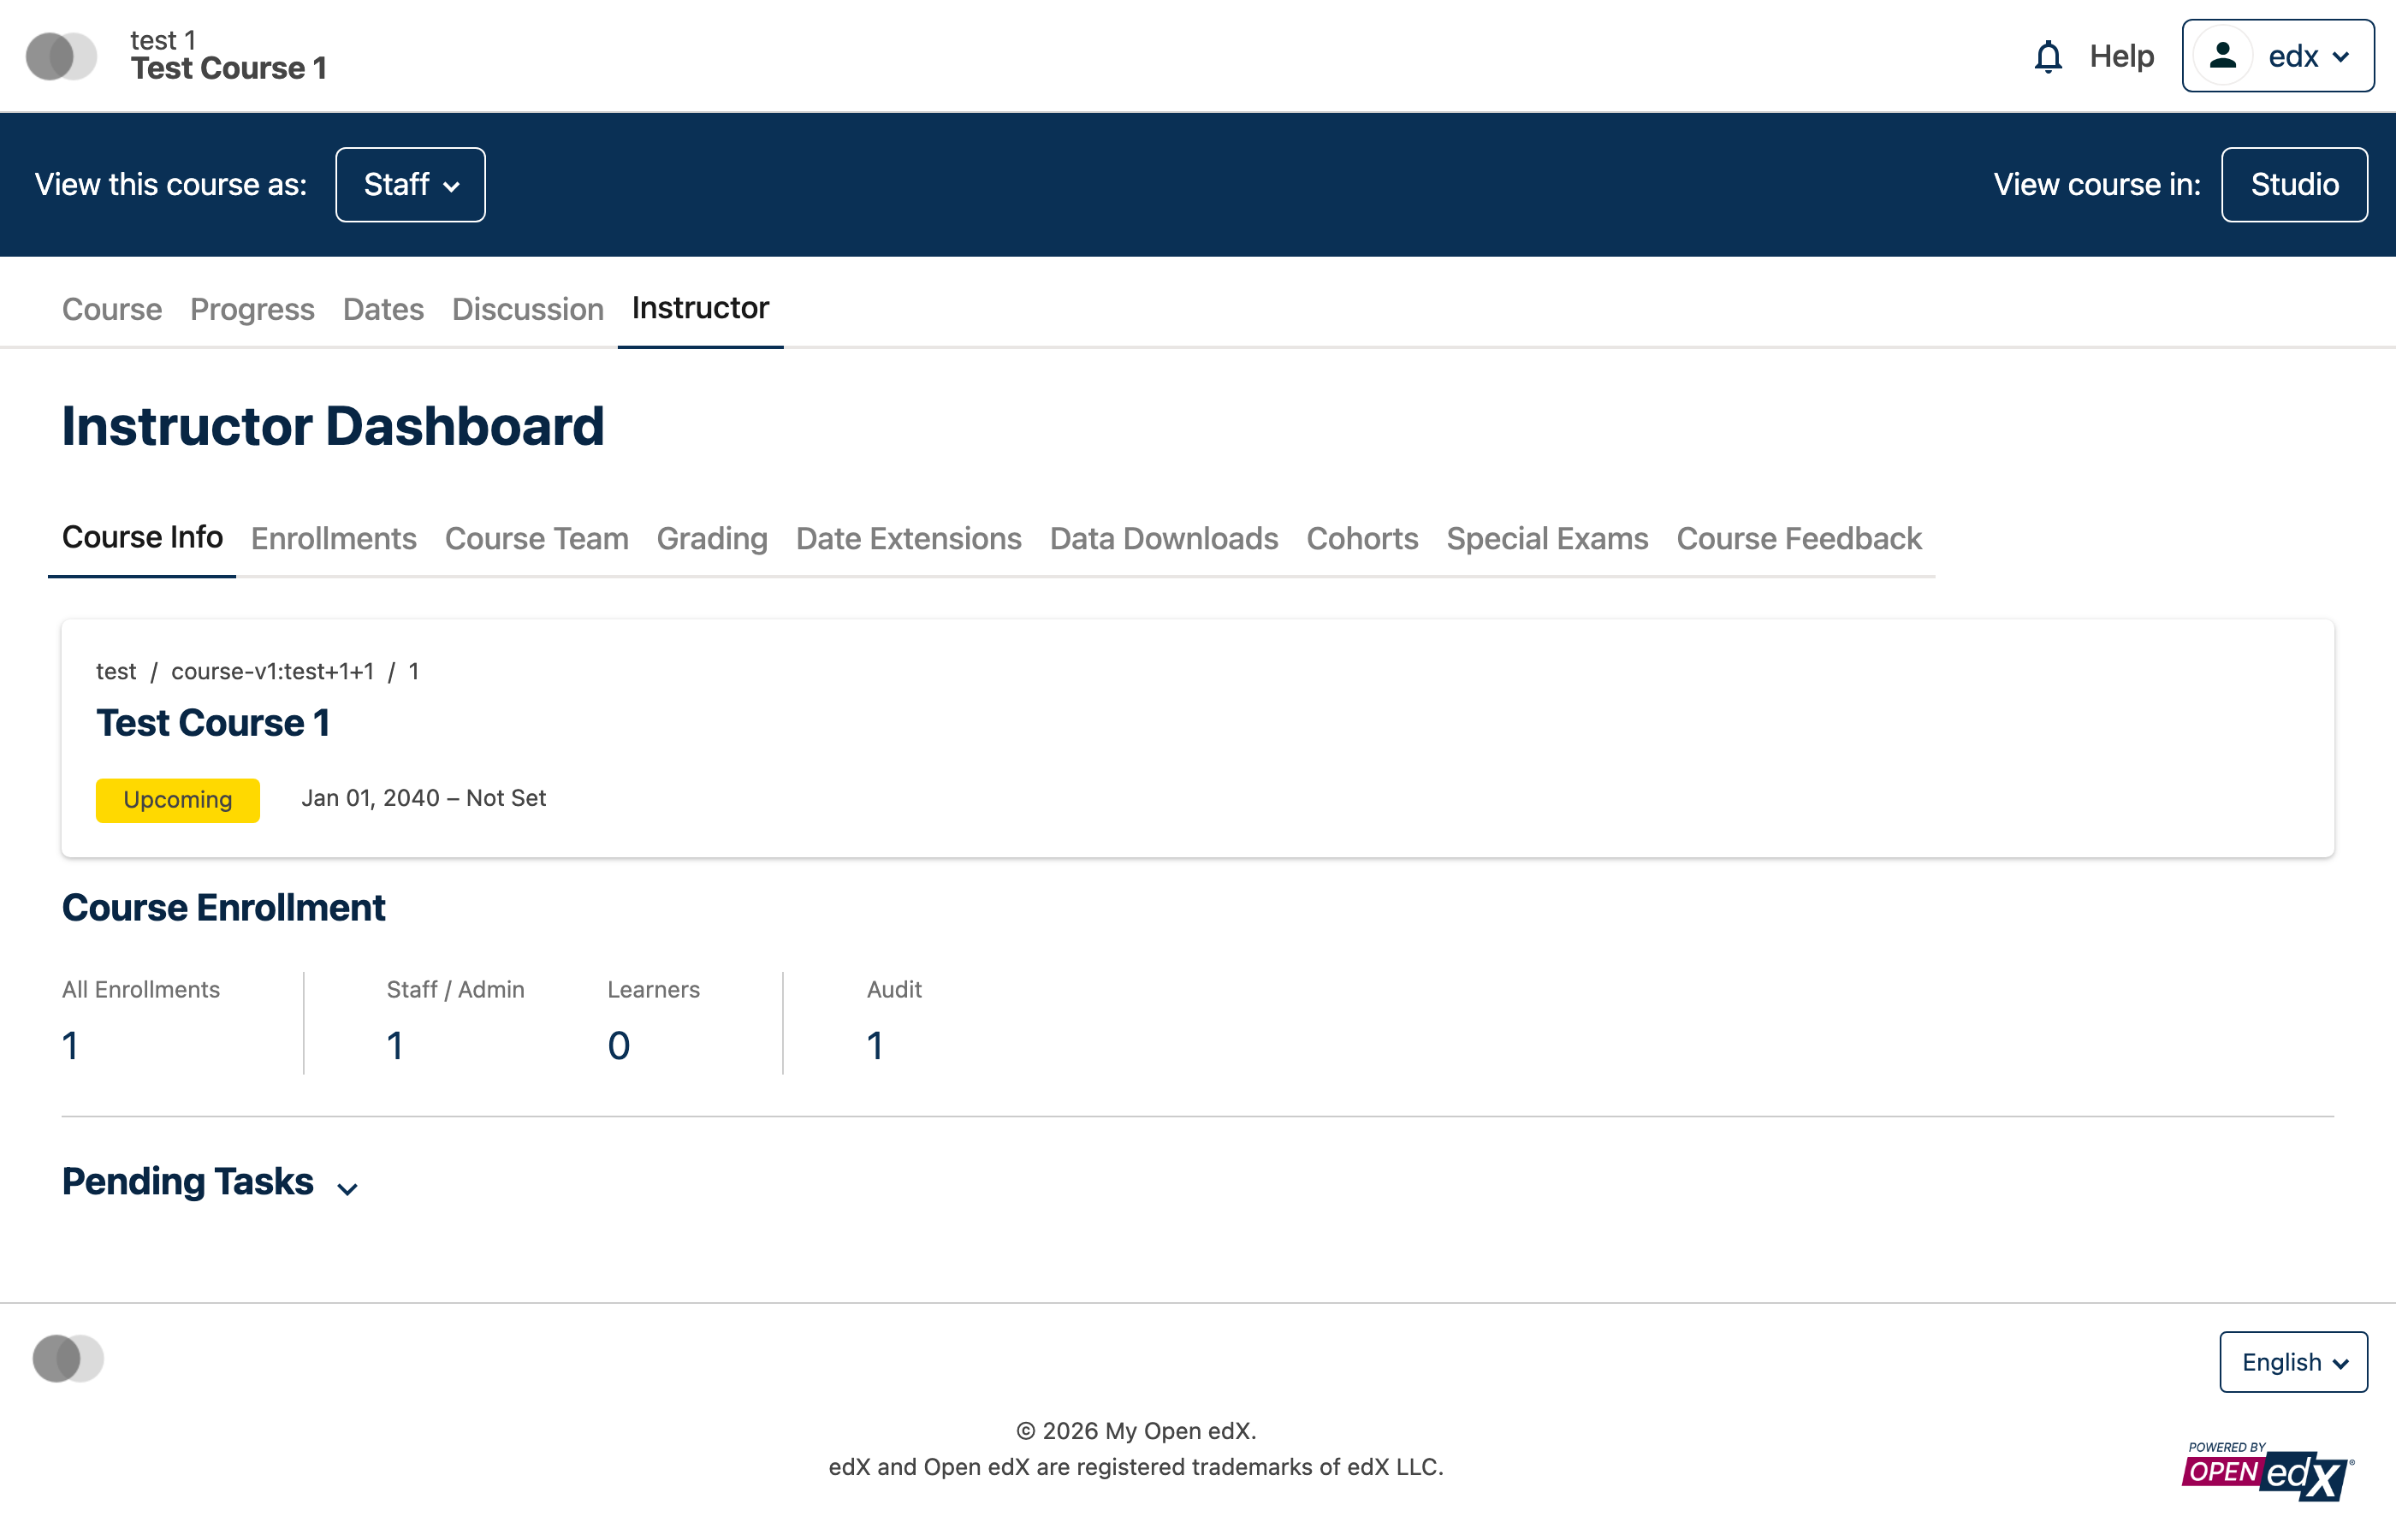 test 1
Test Course 1
Help
edx
View this course as:
Staff
View course in:
Studio
Course
Progress
Dates
Discussion
Instructor
Instructor Dashboard
Course Info
Enrollments
Course Team
Grading
Date Extensions
Data Downloads
Cohorts
Special Exams
Course Feedback
test / course-v1:test+1+1 / 1
Test Course 1
Upcoming
Jan 01, 2040 – Not Set
Course Enrollment
All Enrollments
1
Staff / Admin
1
Learners
0
Audit
1
Pending Tasks
English
© 2026 My Open edX.
edX and Open edX are registered trademarks of edX LLC.
POWERED BY
OPEN edX®